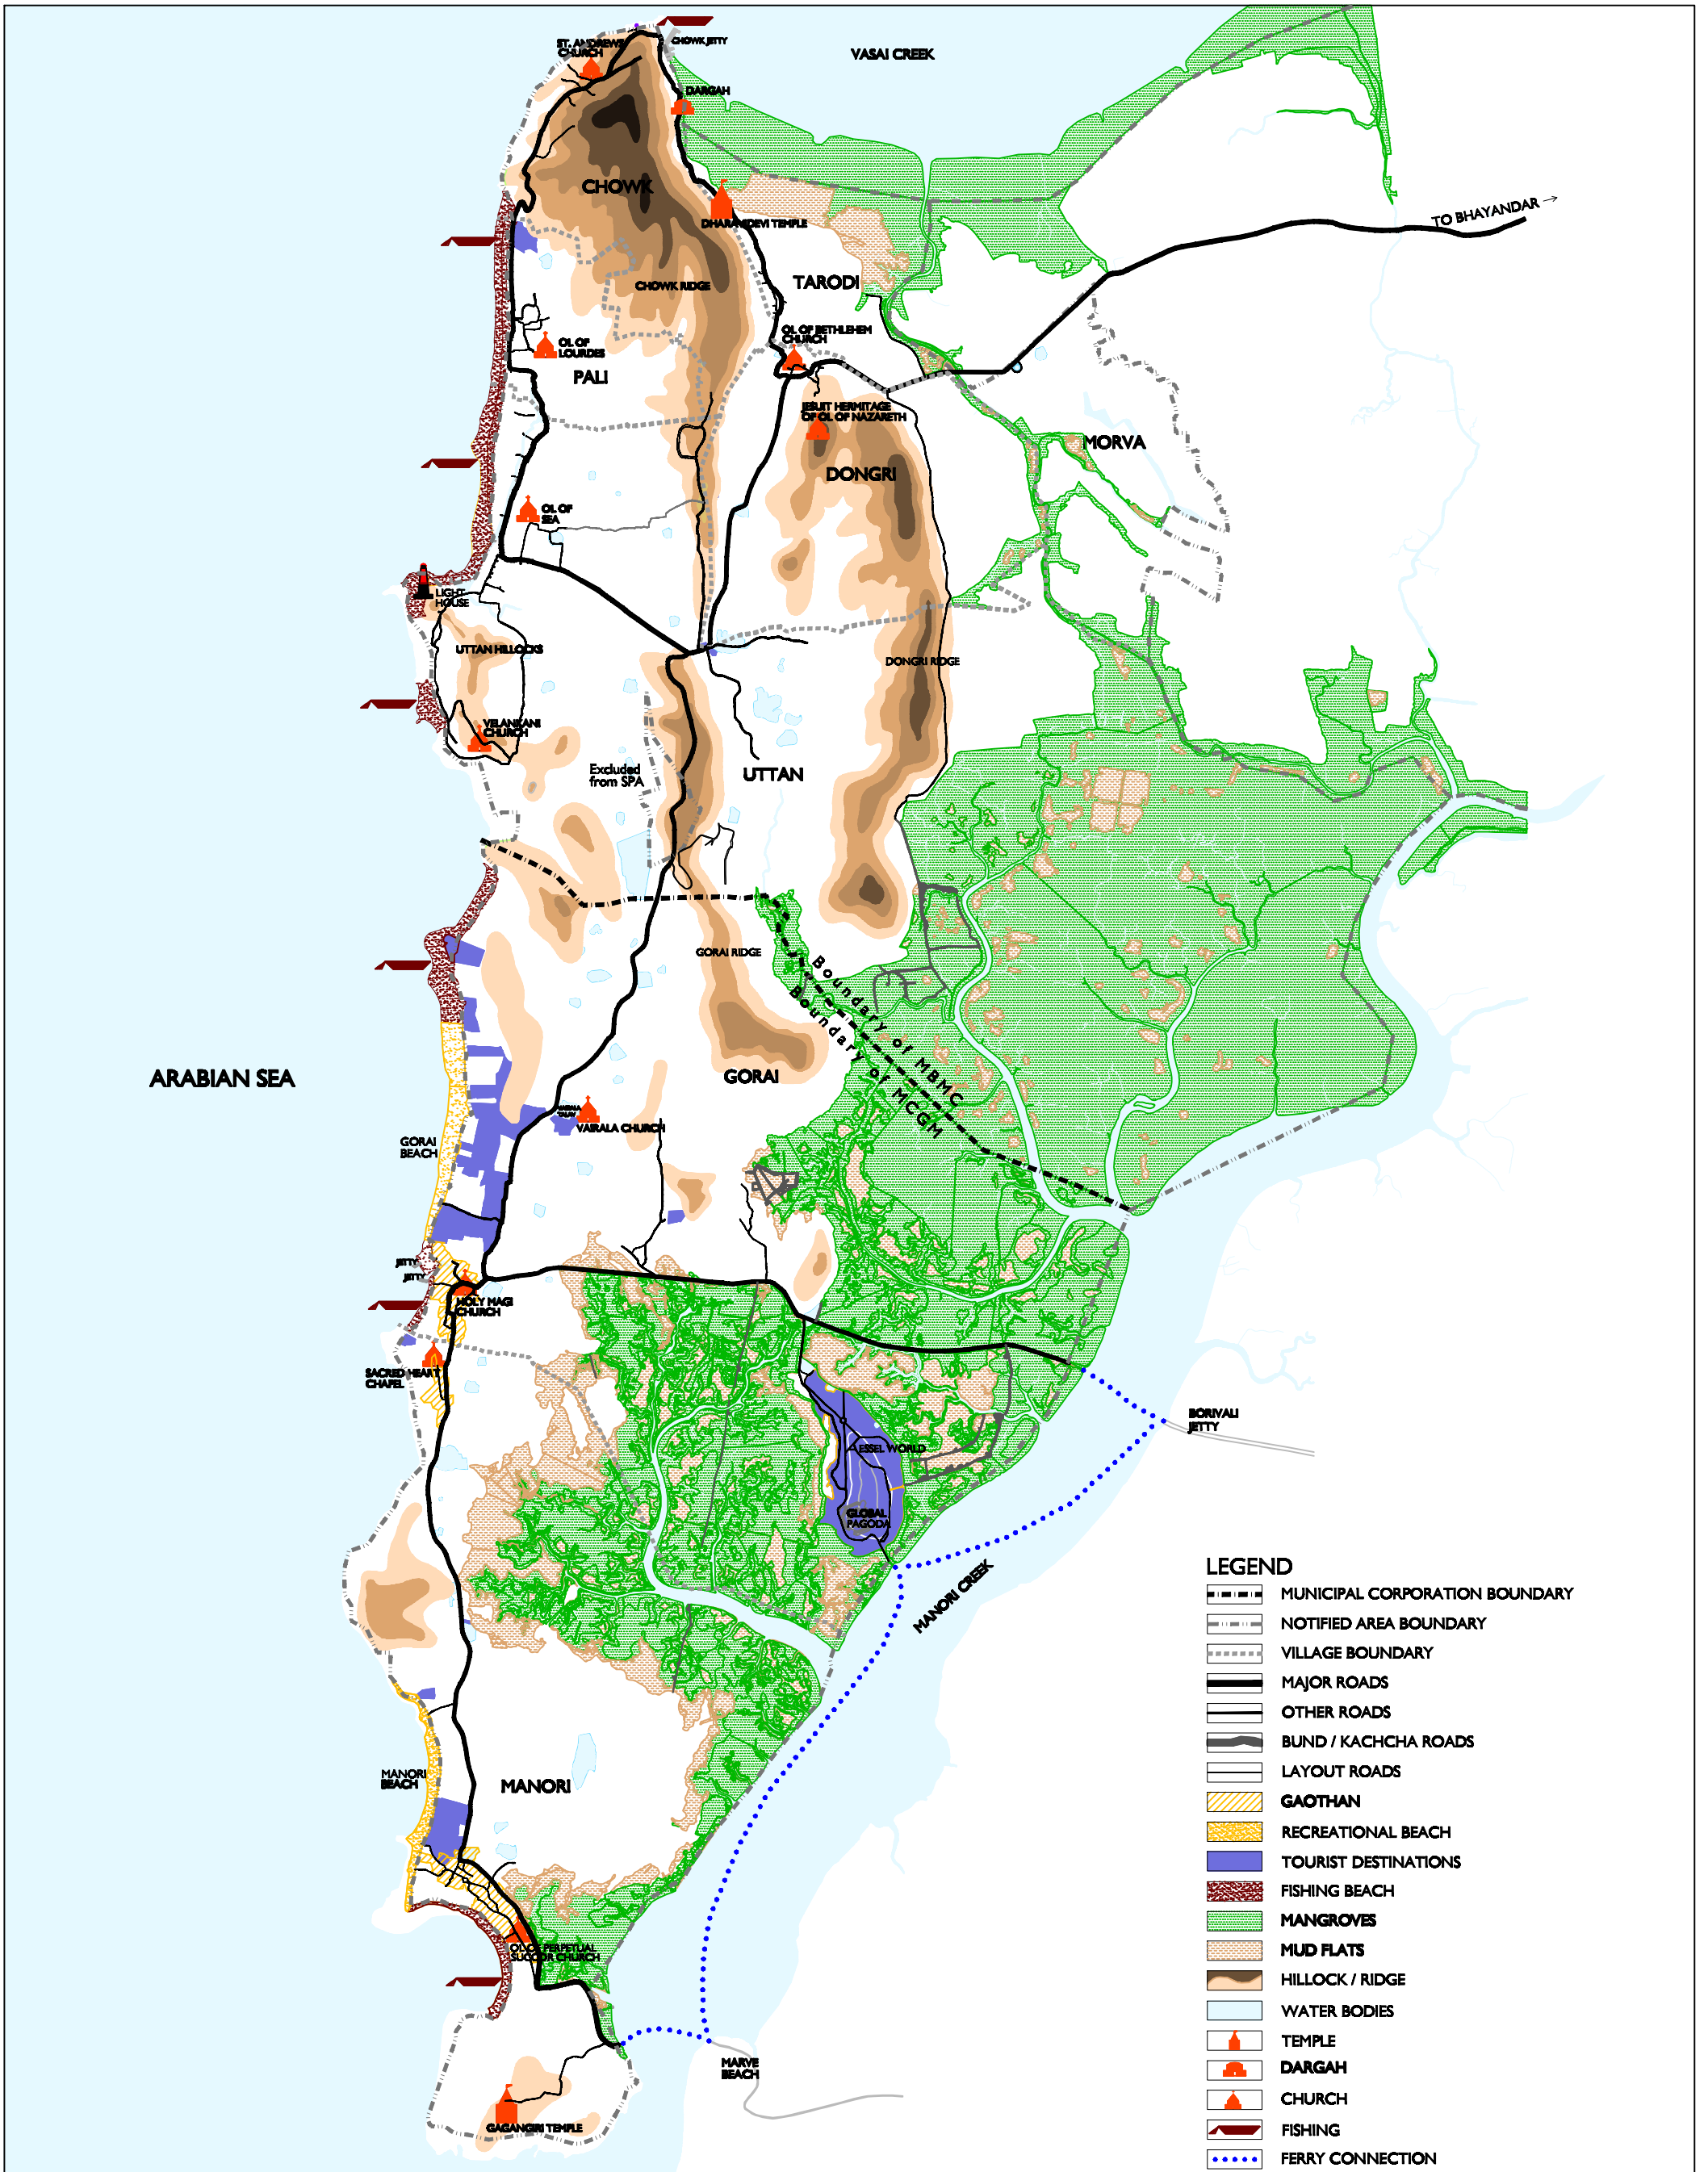 ST. ANDREWS
CHURCH
CHOWK JETTY
VASAI CREEK
DARGAH
CHOWK
DHARAVIDEVI TEMPLE
TO BHAYANDAR →
TARODI
CHOWK RIDGE
OL OF BETHLEHEM
CHURCH
OL OF
LOURDES
PALI
JESUIT HERMITAGE
OF OL OF NAZARETH
MORVA
DONGRI
OL OF
SEA
LIGHT
HOUSE
UTTAN HILLOCKS
DONGRI RIDGE
VELANKANI
CHURCH
Excluded
from SPA
UTTAN
GORAI RIDGE
Boundary of MBMC
Boundary of MCGM
ARABIAN SEA
GORAI
VAIRALA CHURCH
GORAI
BEACH
JETTY
JETTY
HOLY MAGI
CHURCH
SACRED HEART
CHAPEL
BORIVALI
JETTY
ESSEL WORLD
GLOBAL
PAGODA
MANORI CREEK
MANORI
BEACH
MANORI
OL OF PERPETUAL
SUCCOR CHURCH
MARVE
BEACH
GAGANGIRI TEMPLE
LEGEND
MUNICIPAL CORPORATION BOUNDARY
NOTIFIED AREA BOUNDARY
VILLAGE BOUNDARY
MAJOR ROADS
OTHER ROADS
BUND / KACHCHA ROADS
LAYOUT ROADS
GAOTHAN
RECREATIONAL BEACH
TOURIST DESTINATIONS
FISHING BEACH
MANGROVES
MUD FLATS
HILLOCK / RIDGE
WATER BODIES
TEMPLE
DARGAH
CHURCH
FISHING
FERRY CONNECTION